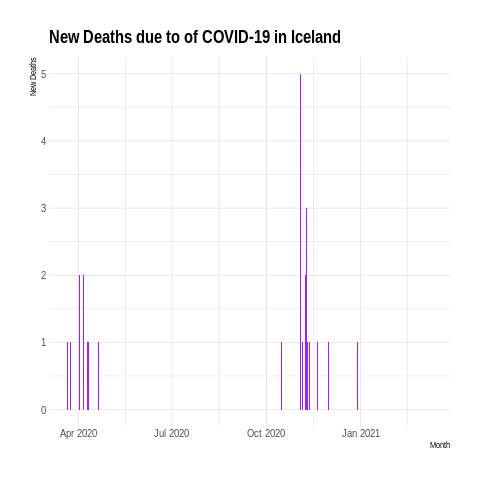 New Deaths due to of COVID-19 in Iceland
New Deaths
5
4
3
2
1
0
Apr 2020
Jul 2020
Oct 2020
Jan 2021
Month